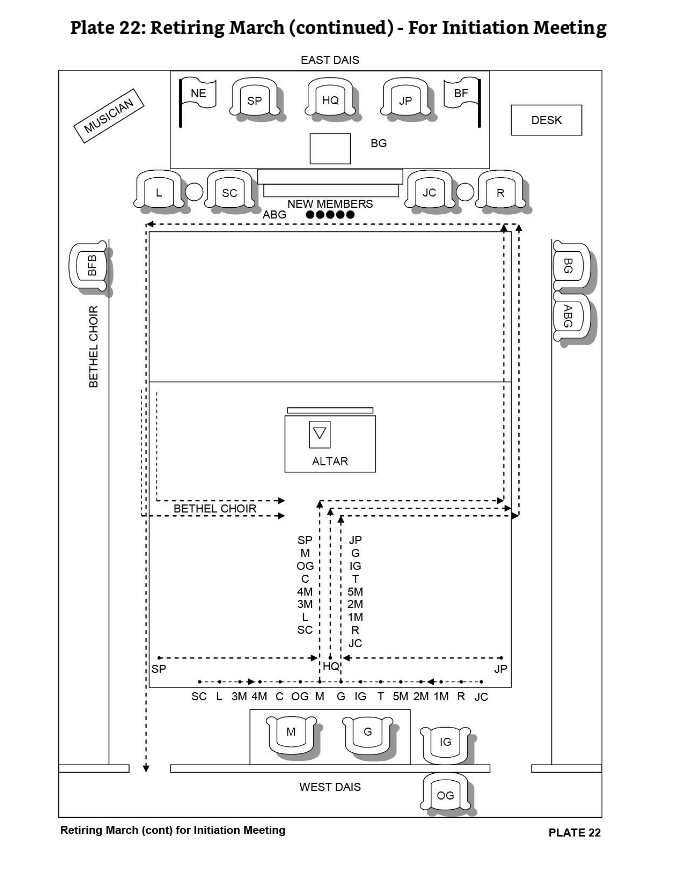 Plate 22: Retiring March (continued) - For Initiation Meeting
EAST DAIS
MUSICIAN
NE
SP
HQ
JP
BF
DESK
BG
L
SC
JC
R
NEW MEMBERS
ABG
BFB
BG
ABG
BETHEL CHOIR
ALTAR
BETHEL CHOIR
SP JP
M G
OG IG
C T
4M 5M
3M 2M
L 1M
SC R
JC
SP HQ JP
SC L 3M 4M C OG M G IG T 5M 2M 1M R JC
M G IG
WEST DAIS
OG
Retiring March (cont) for Initiation Meeting
PLATE 22